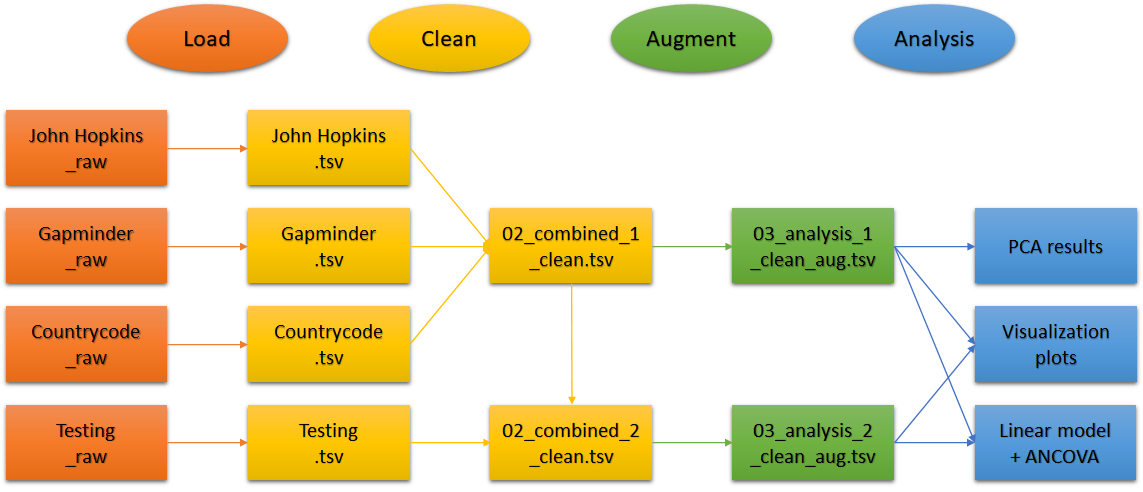 Load
Clean
Augment
Analysis
John Hopkins
_raw
John Hopkins
.tsv
Gapminder
_raw
Gapminder
.tsv
02_combined_1
_clean.tsv
03_analysis_1
_clean_aug.tsv
PCA results
Countrycode
_raw
Countrycode
.tsv
Visualization
plots
Testing
_raw
Testing
.tsv
02_combined_2
_clean.tsv
03_analysis_2
_clean_aug.tsv
Linear model
+ ANCOVA